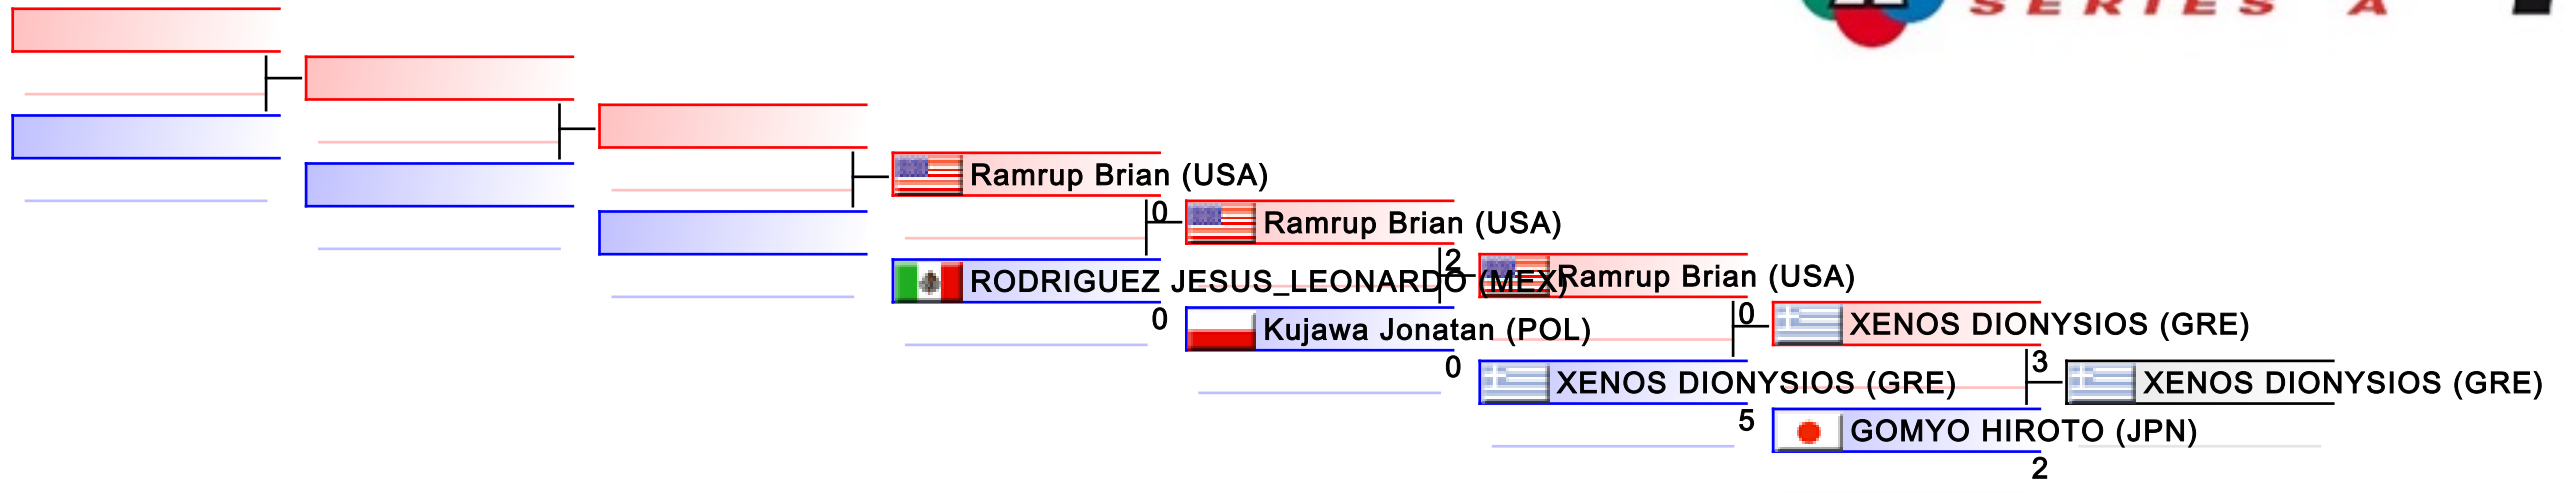 SERIES A
Ramrup Brian (USA)
0
Ramrup Brian (USA)
2
RODRIGUEZ JESUS_LEONARDO (MEX)
Ramrup Brian (USA)
0
0
Kujawa Jonatan (POL)
XENOS DIONYSIOS (GRE)
0
3
XENOS DIONYSIOS (GRE)
XENOS DIONYSIOS (GRE)
5
GOMYO HIROTO (JPN)
2